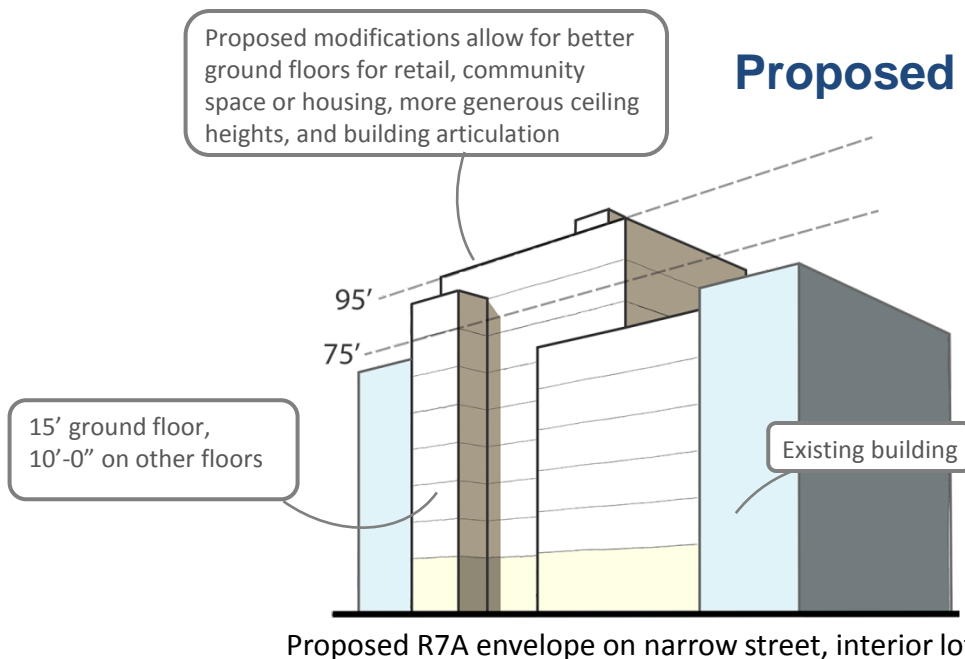 Proposed modifications allow for better
ground floors for retail, community
space or housing, more generous ceiling
heights, and building articulation
Proposed
95’
75’
15’ ground floor,
10’-0” on other floors
Existing building
Proposed R7A envelope on narrow street, interior lo